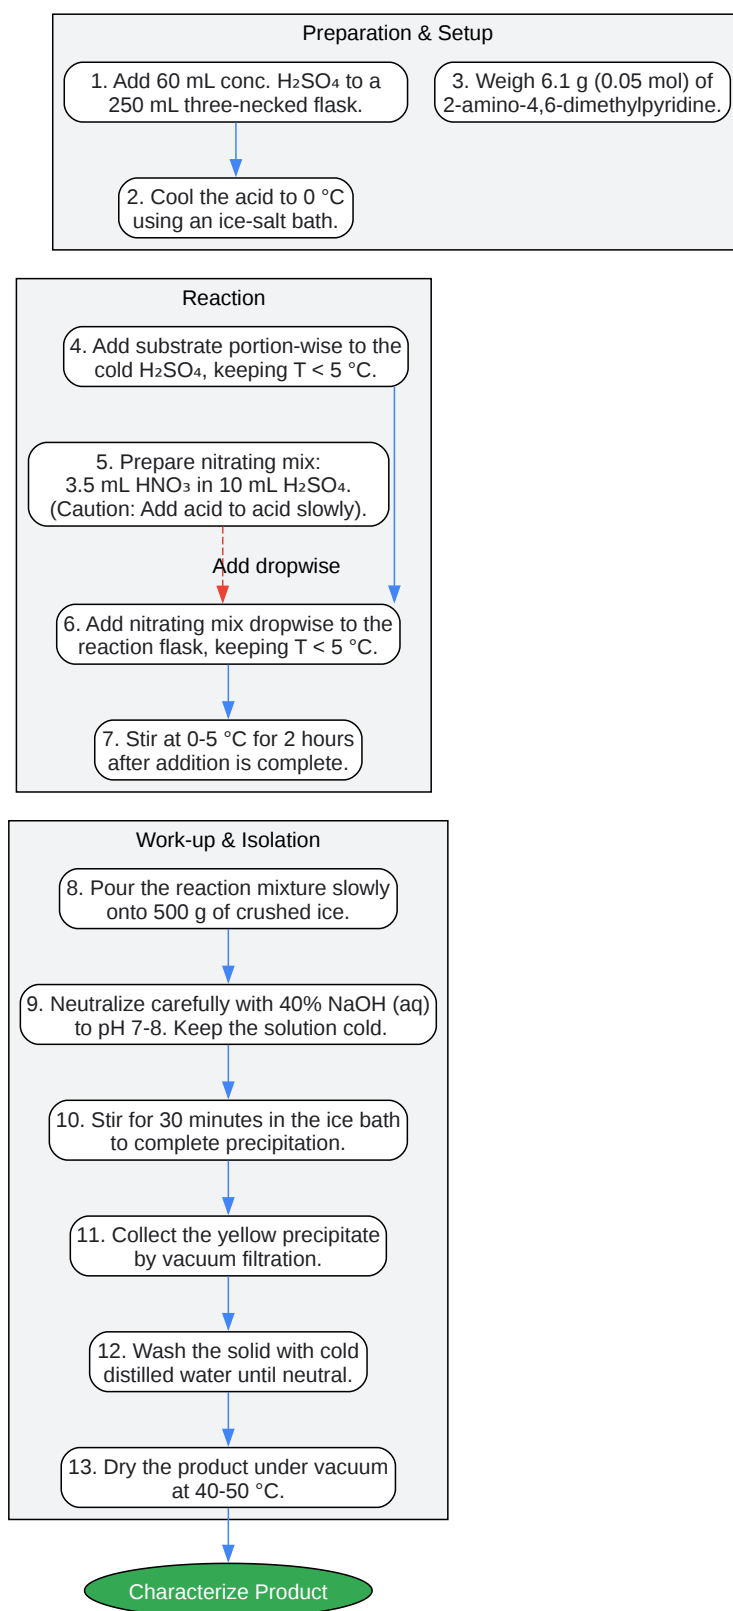 Preparation & Setup
1. Add 60 mL conc. H₂SO₄ to a
250 mL three-necked flask.
3. Weigh 6.1 g (0.05 mol) of
2-amino-4,6-dimethylpyridine.
2. Cool the acid to 0 °C
using an ice-salt bath.
Reaction
4. Add substrate portion-wise to the
cold H₂SO₄, keeping T < 5 °C.
5. Prepare nitrating mix:
3.5 mL HNO₃ in 10 mL H₂SO₄.
(Caution: Add acid to acid slowly).
Add dropwise
6. Add nitrating mix dropwise to the
reaction flask, keeping T < 5 °C.
7. Stir at 0-5 °C for 2 hours
after addition is complete.
Work-up & Isolation
8. Pour the reaction mixture slowly
onto 500 g of crushed ice.
9. Neutralize carefully with 40% NaOH (aq)
to pH 7-8. Keep the solution cold.
10. Stir for 30 minutes in the ice bath
to complete precipitation.
11. Collect the yellow precipitate
by vacuum filtration.
12. Wash the solid with cold
distilled water until neutral.
13. Dry the product under vacuum
at 40-50 °C.
Characterize Product